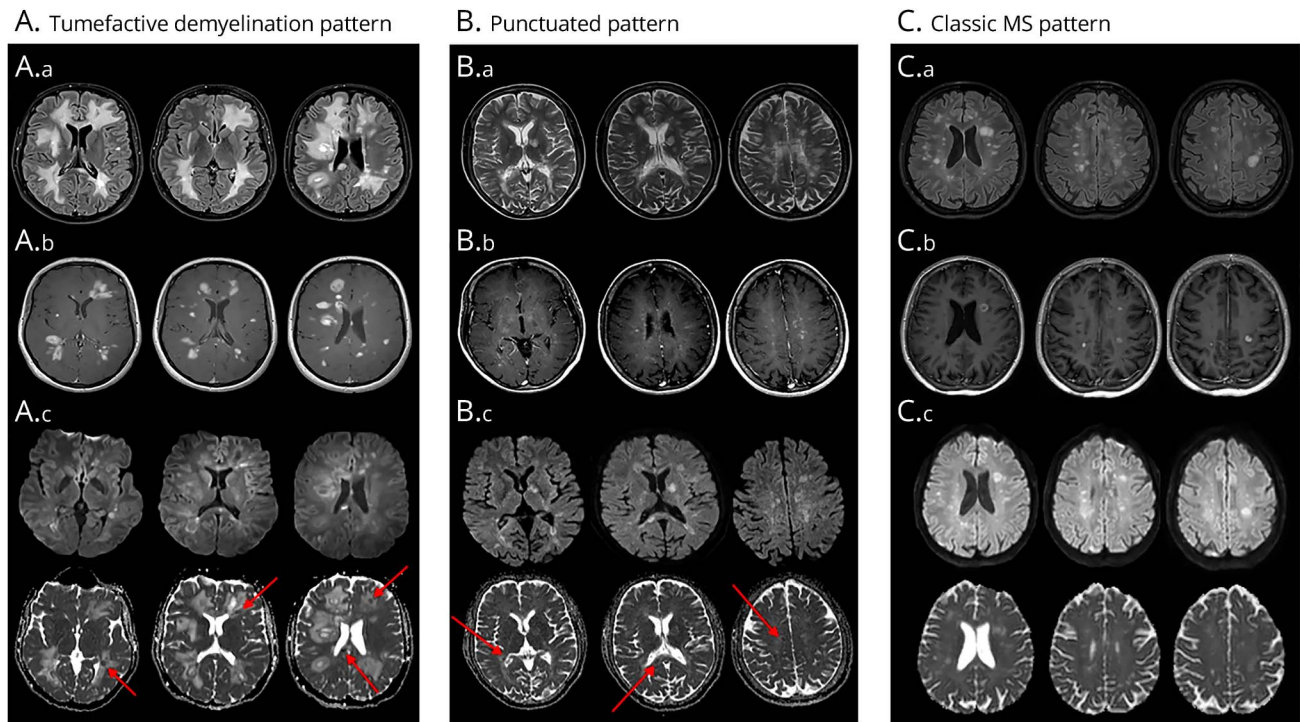 A. Tumefactive demyelination pattern
A.a
A.b
A.c
B. Punctuated pattern
B.a
B.b
B.c
C. Classic MS pattern
C.a
C.b
C.c